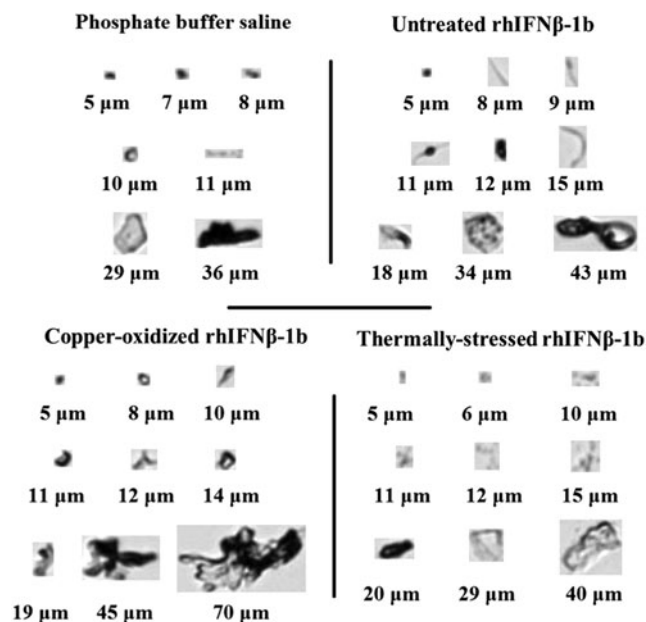 Phosphate buffer saline
5 µm 7 µm 8 µm
10 µm 11 µm
29 µm 36 µm
Untreated rhIFNβ-1b
5 µm 8 µm 9 µm
11 µm 12 µm 15 µm
18 µm 34 µm 43 µm
Copper-oxidized rhIFNβ-1b
5 µm 8 µm 10 µm
11 µm 12 µm 14 µm
19 µm 45 µm 70 µm
Thermally-stressed rhIFNβ-1b
5 µm 6 µm 10 µm
11 µm 12 µm 15 µm
20 µm 29 µm 40 µm